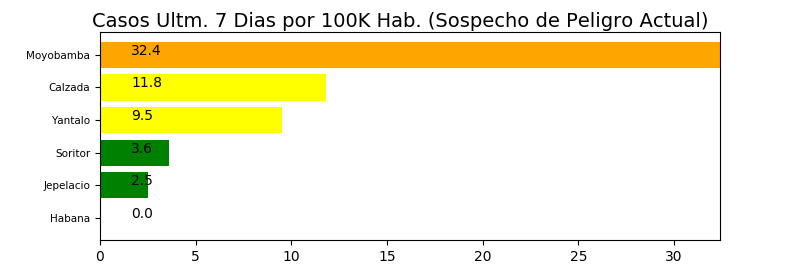 Casos Ultm. 7 Dias por 100K Hab. (Sospecho de Peligro Actual)
Moyobamba 32.4
Calzada 11.8
Yantalo 9.5
Soritor 3.6
Jepelacio 2.5
Habana 0.0
0 5 10 15 20 25 30